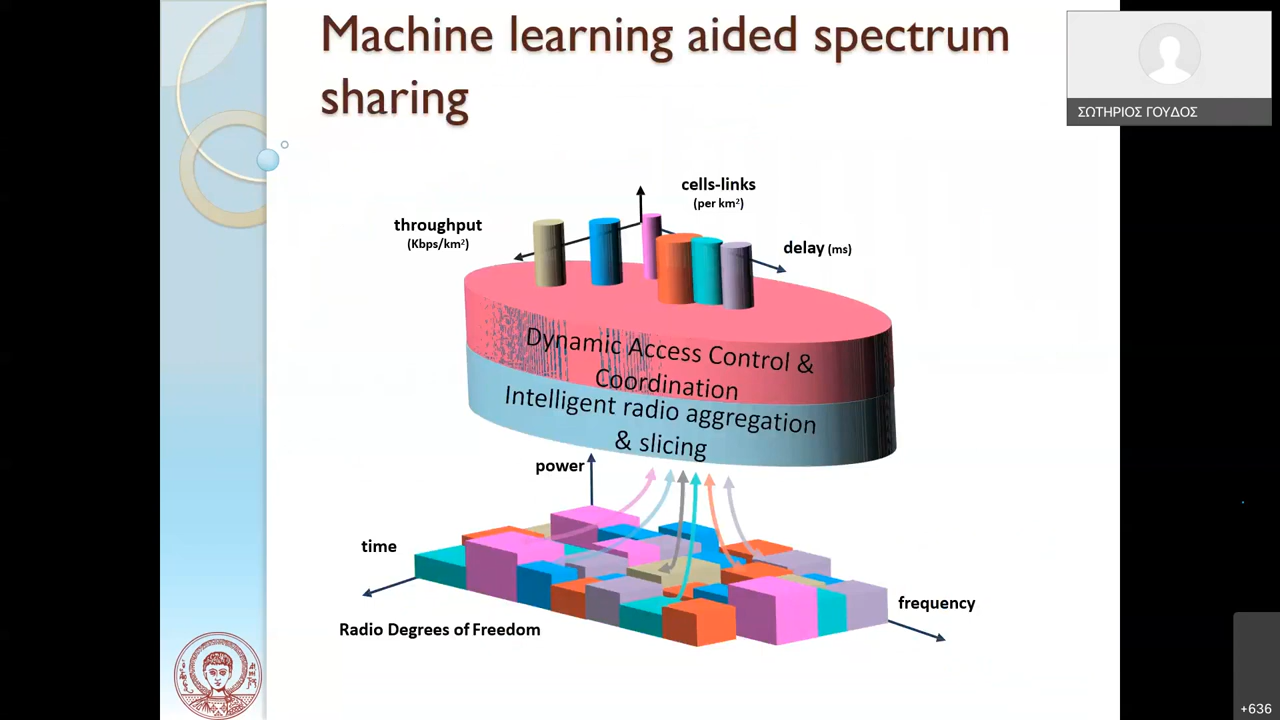 Machine learning aided spectrum
sharing
ΣΩΤΗΡΙΟΣ ΓΟΥΔΟΣ
cells-links
(per km²)
throughput
(Kbps/km²)
delay (ms)
Dynamic Access Control &
Coordination
Intelligent radio aggregation
& slicing
power
time
frequency
Radio Degrees of Freedom
+636